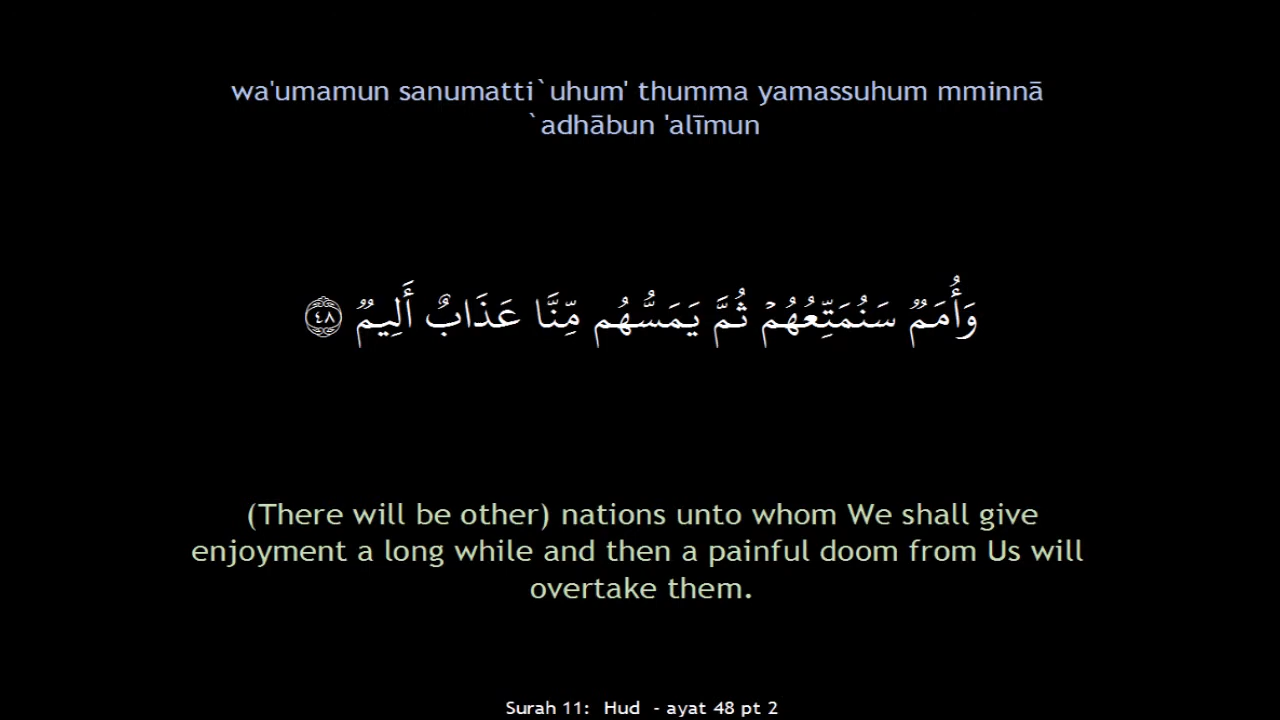 wa'umamun sanumatti`uhum' thumma yamassuhum mminnā
`adhābun 'alīmun
وَأُمَمٌ سَنُمَتِّعُهُمْ ثُمَّ يَمَسُّهُم مِّنَّا عَذَابٌ أَلِيمٌ ٤٨
(There will be other) nations unto whom We shall give
enjoyment a long while and then a painful doom from Us will
overtake them.
Surah 11:  Hud  - ayat 48 pt 2